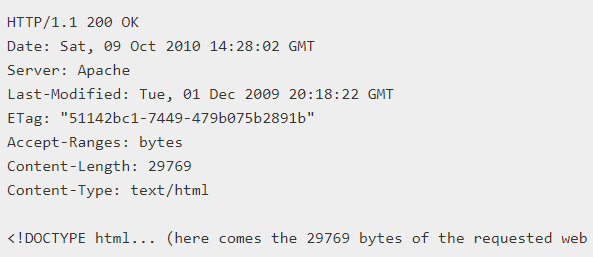 HTTP/1.1 200 OK
Date: Sat, 09 Oct 2010 14:28:02 GMT
Server: Apache
Last-Modified: Tue, 01 Dec 2009 20:18:22 GMT
ETag: "51142bc1-7449-479b075b2891b"
Accept-Ranges: bytes
Content-Length: 29769
Content-Type: text/html

<!DOCTYPE html... (here comes the 29769 bytes of the requested web